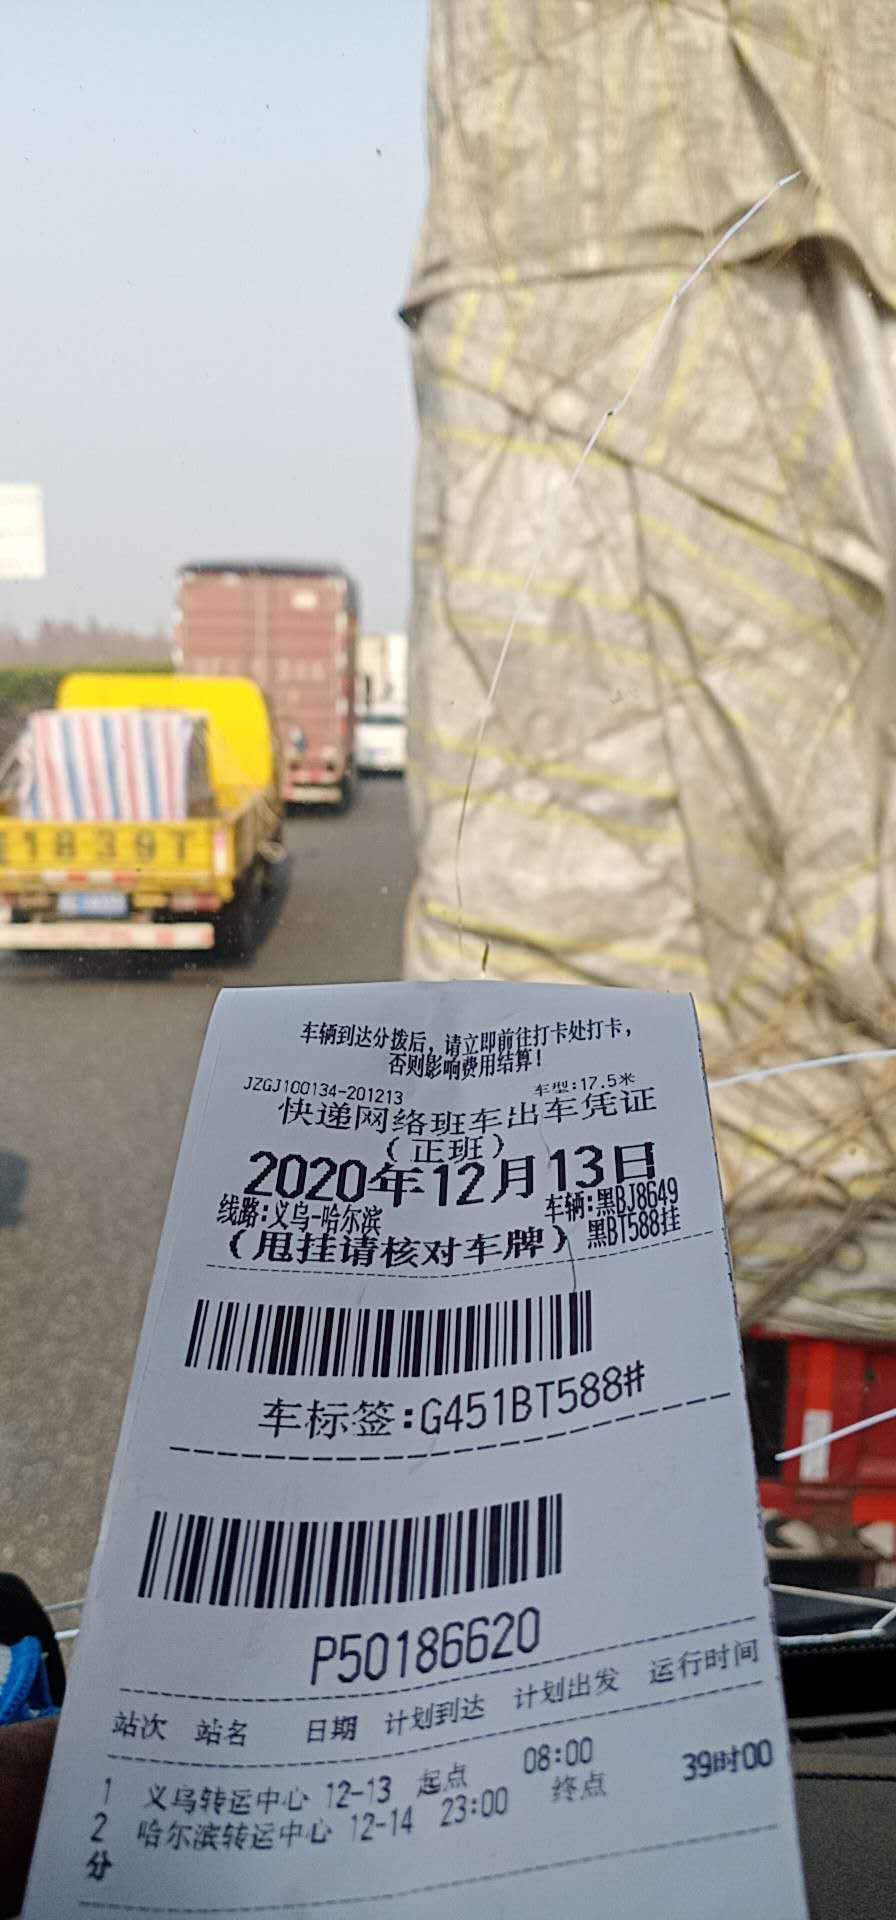 1839T
车辆到达分拨后，请立即前往打卡处打卡，
否则影响费用结算！
JZGJ100134-201213 车型:17.5米
快递网络班车出车凭证
（正班）
2020年12月13日
线路:义乌-哈尔滨 车辆:黑BJ8649
（甩挂请核对车牌） 黑BT588挂
车标签:G451BT588#
P50186620
站次 站名 日期 计划到达 计划出发 运行时间
1 义乌转运中心 12-13 起点 08:00 39时00
2 哈尔滨转运中心 12-14 23:00 终点
分